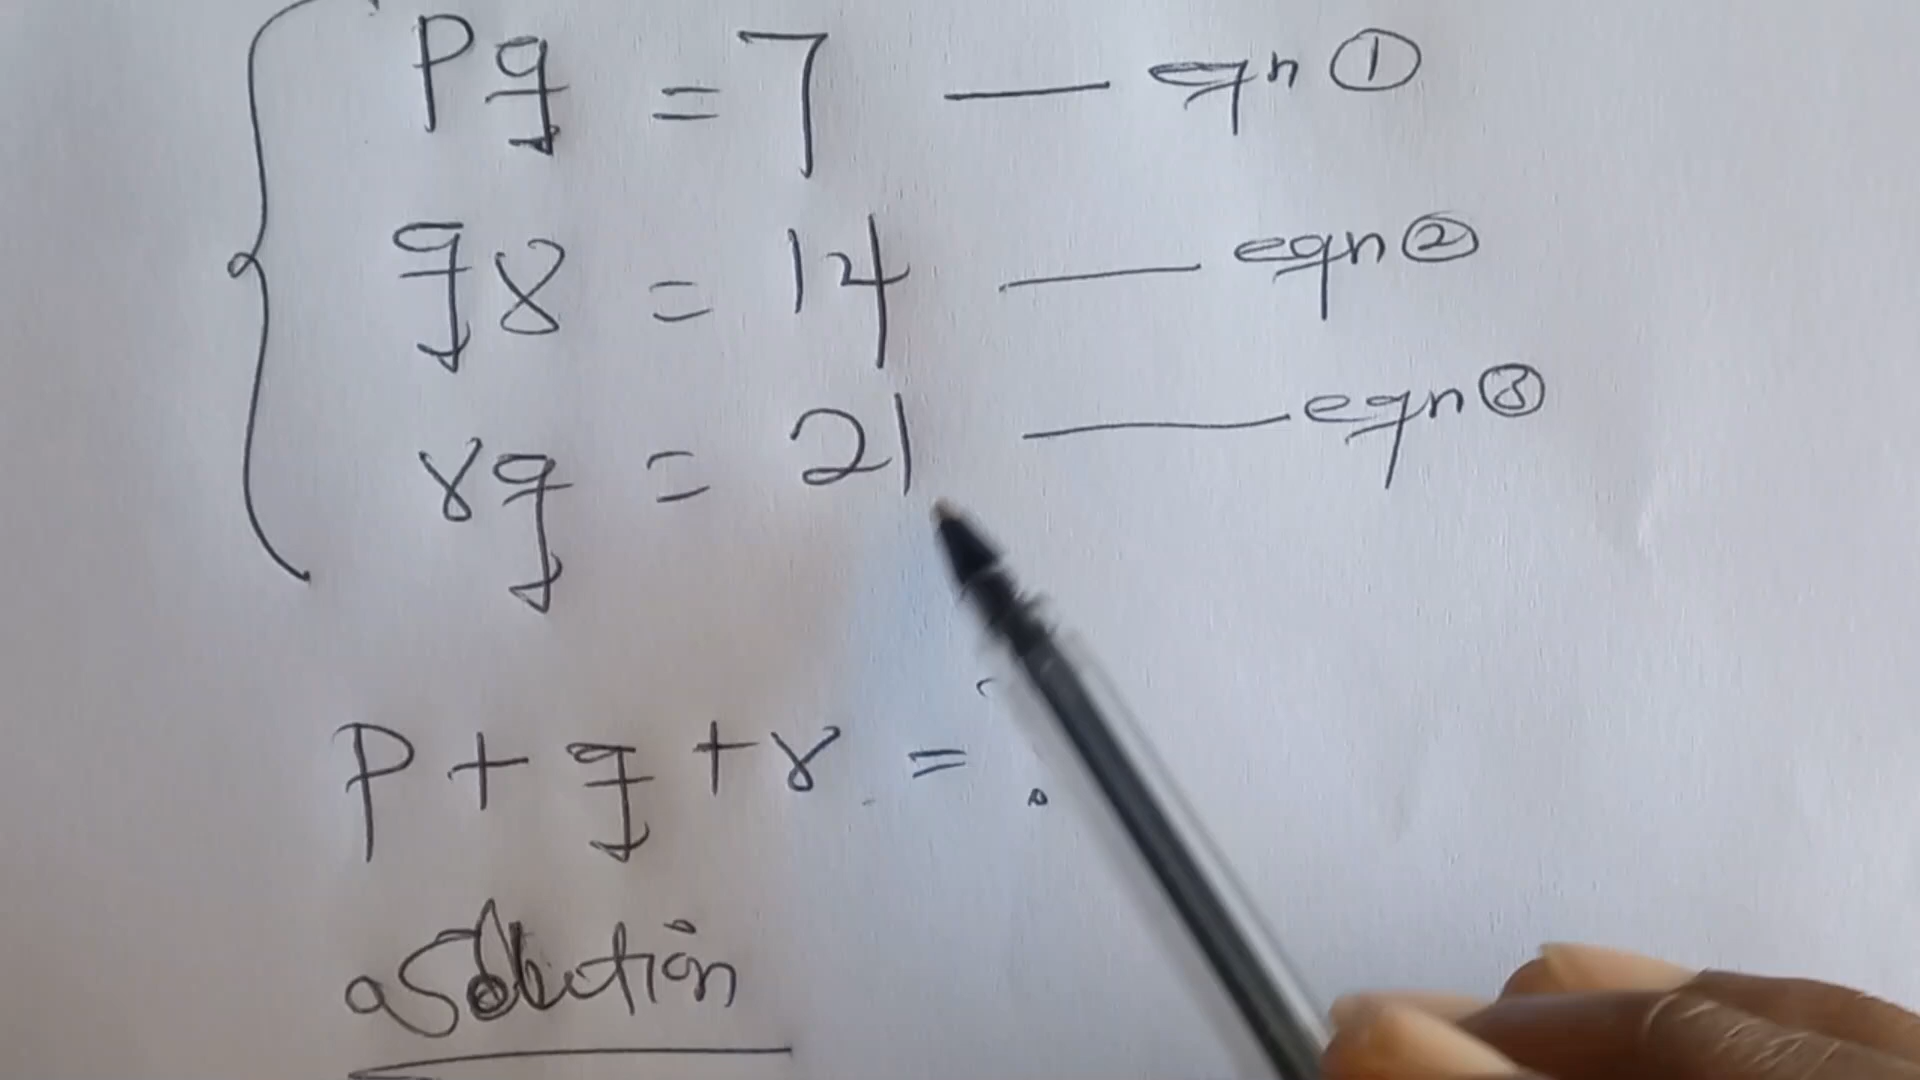 pq = 7 — eqn ①
qr = 14 — eqn ②
rq = 21 — eqn ③
p + q + r = ?
Solution